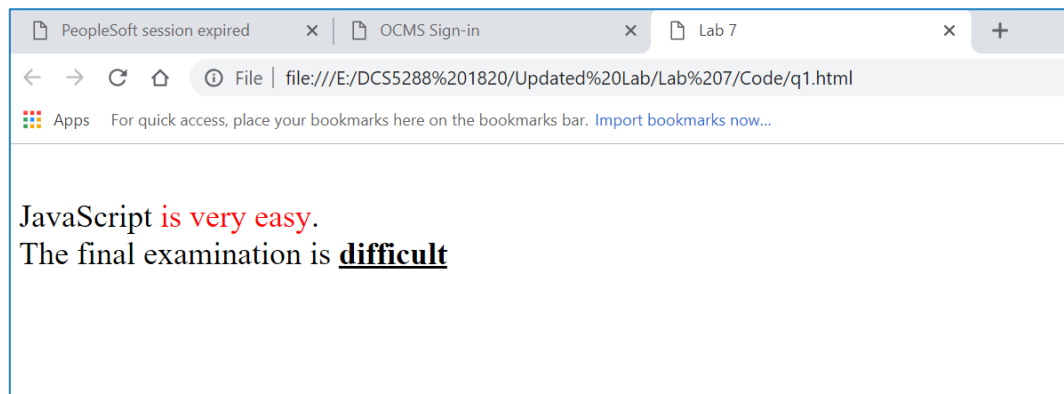 PeopleSoft session expired
OCMS Sign-in
Lab 7
File
file:///E:/DCS5288%201820/Updated%20Lab/Lab%207/Code/q1.html
Apps For quick access, place your bookmarks here on the bookmarks bar. Import bookmarks now...
JavaScript is very easy.
The final examination is difficult